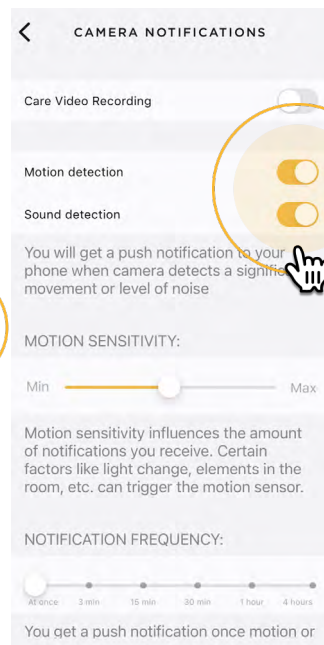 CAMERA NOTIFICATIONS
Care Video Recording
Motion detection
Sound detection
You will get a push notification to your
phone when camera detects a
movement or level of noise
MOTION SENSITIVITY:
Min Max
Motion sensitivity influences the amount
of notifications you receive. Certain
factors like light change, elements in the
room, etc. can trigger the motion sensor.
NOTIFICATION FREQUENCY:
At once 3 min 15 min 30 min 1 hour 4 hours
You get a push notification once motion or